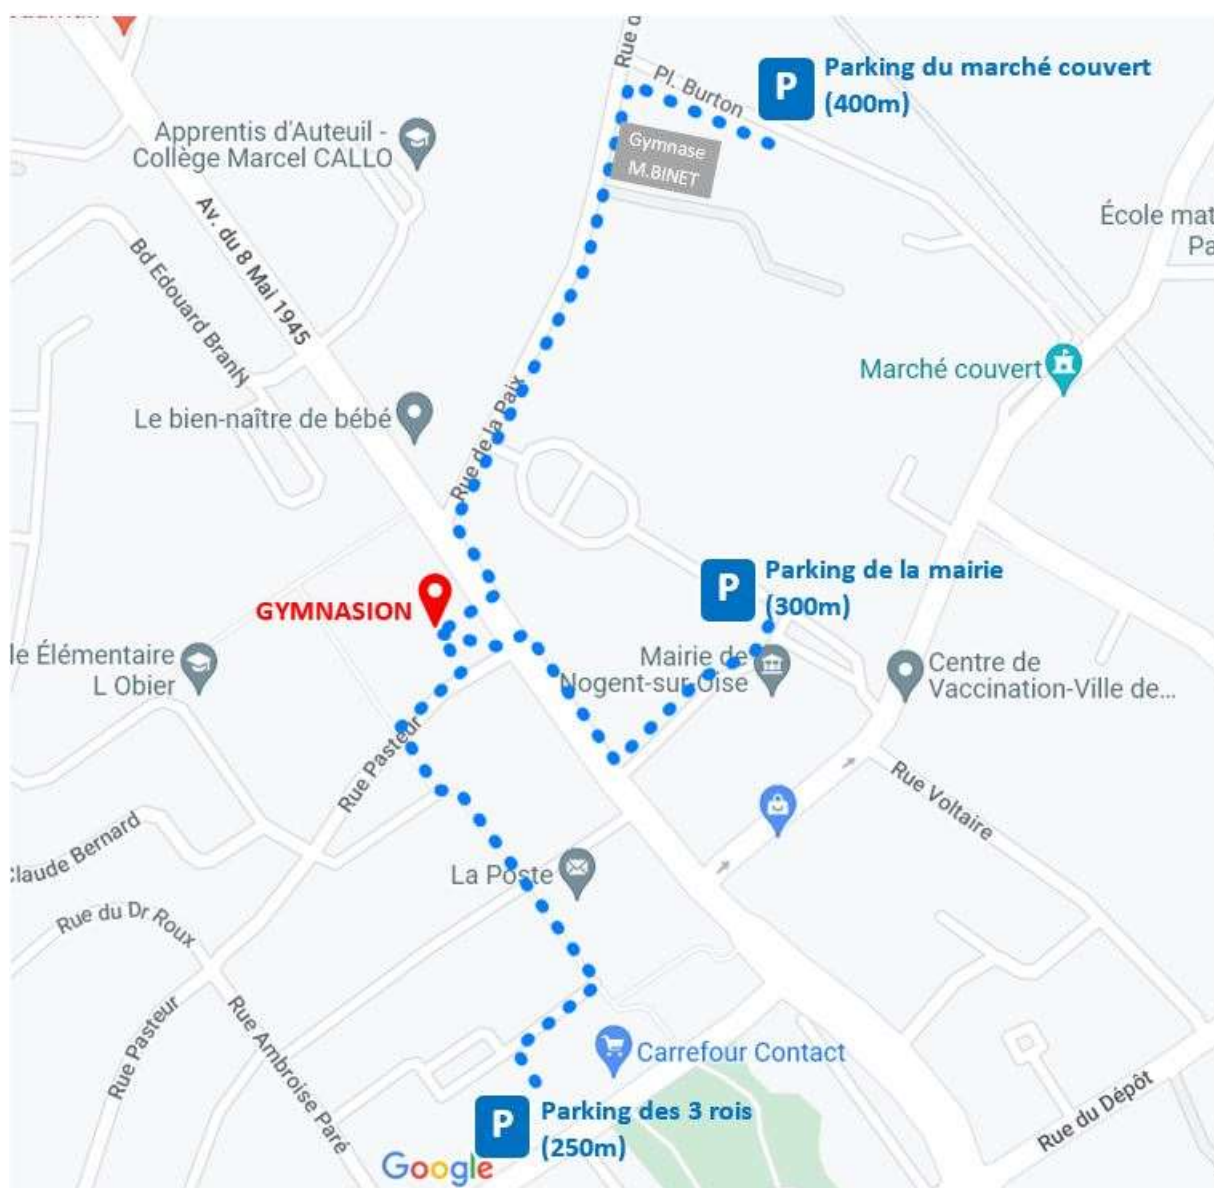 Rue d
Pl. Burton
Parking du marché couvert
(400m)
Apprentis d'Auteuil -
Collège Marcel CALLO
Gymnase
M.BINET
Av. du 8 Mai 1945
Bd Edouard Branly
École mat
Pa
Marché couvert
Le bien-naître de bébé
Rue de la Paix
Parking de la mairie
(300m)
GYMNASION
le Élémentaire
L Obier
Mairie de
Nogent-sur-Oise
Centre de
Vaccination-Ville de...
Rue Pasteur
Rue Voltaire
Claude Bernard
La Poste
Rue du Dr Roux
Rue Pasteur
Rue Ambroise Paré
Carrefour Contact
Rue du Dépôt
P Parking des 3 rois
(250m)
Google